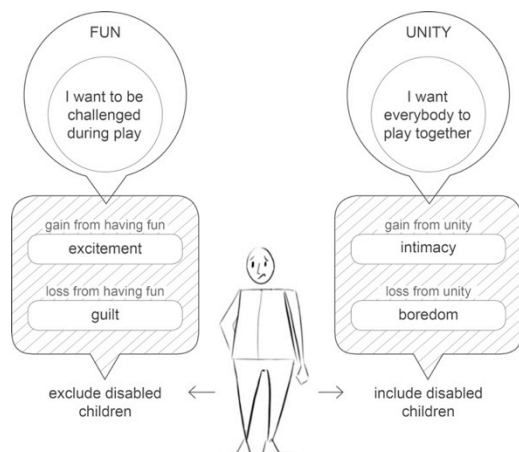 FUN
I want to be
challenged
during play
gain from having fun
excitement
loss from having fun
guilt
exclude disabled
children
UNITY
I want
everybody to
play together
gain from unity
intimacy
loss from unity
boredom
include disabled
children